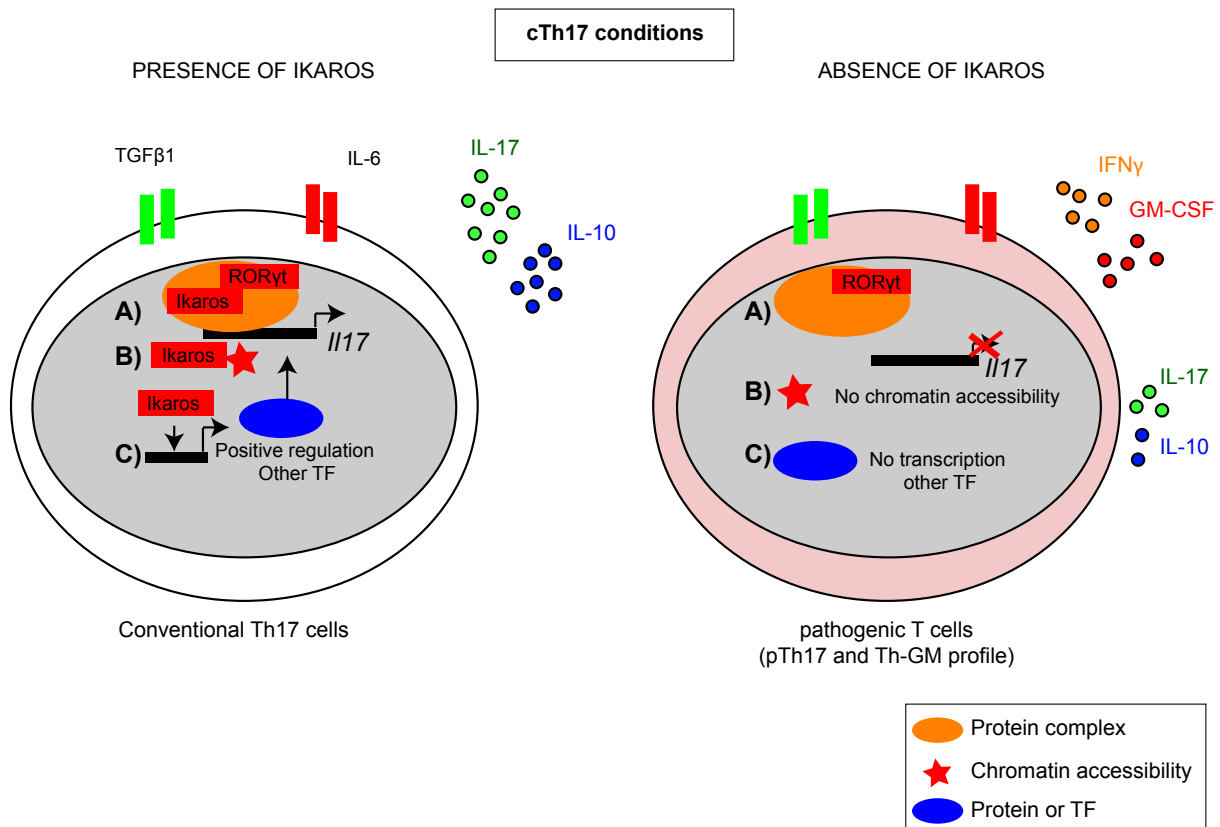 cTh17 conditions
PRESENCE OF IKAROS
TGFβ1
IL-6
IL-17
IL-10
RORγt
Ikaros
A)
Il17
B)
Ikaros
Ikaros
C)
Positive regulation
Other TF
Conventional Th17 cells
ABSENCE OF IKAROS
IFNγ
GM-CSF
RORγt
A)
Il17
B)
No chromatin accessibility
IL-17
IL-10
C)
No transcription
other TF
pathogenic T cells
(pTh17 and Th-GM profile)
Protein complex
Chromatin accessibility
Protein or TF